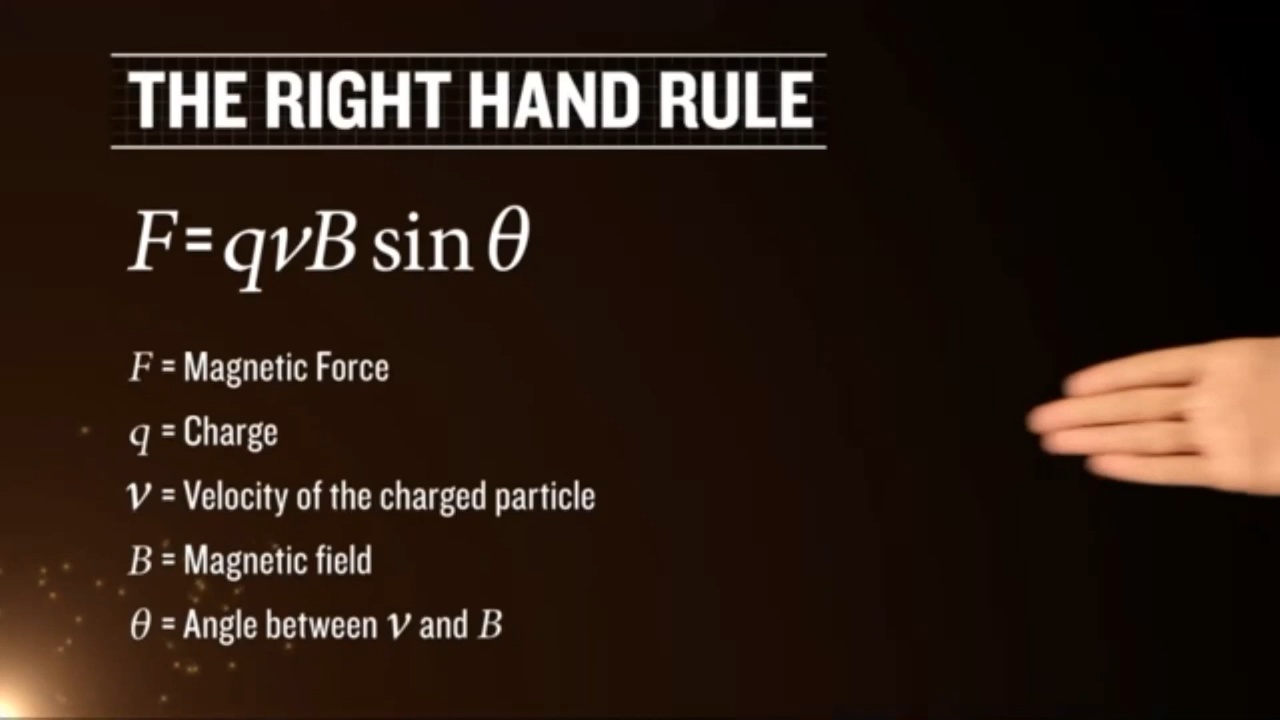 THE RIGHT HAND RULE
F=qvB sin θ
F = Magnetic Force
q = Charge
v = Velocity of the charged particle
B = Magnetic field
θ = Angle between v and B